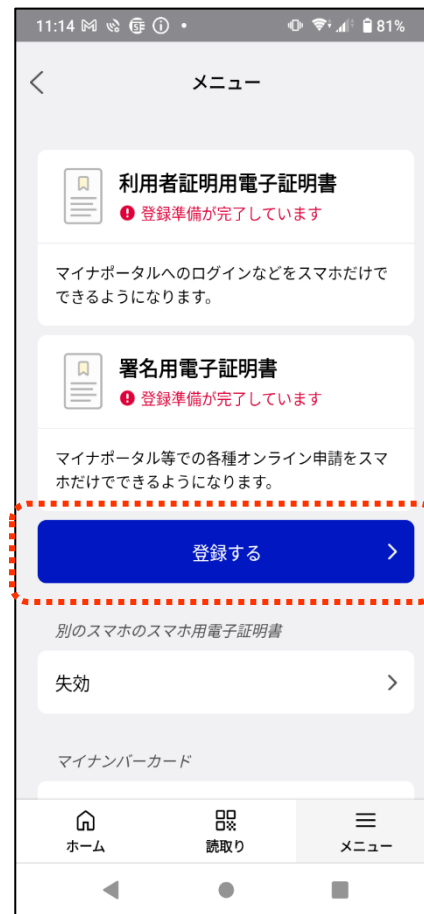 11:14
81%
メニュー
利用者証明用電子証明書
登録準備が完了しています
マイナポータルへのログインなどをスマホだけで
できるようになります。
署名用電子証明書
登録準備が完了しています
マイナポータル等での各種オンライン申請をスマ
ホだけでできるようになります。
登録する
別のスマホのスマホ用電子証明書
失効
マイナンバーカード
ホーム
読取り
メニュー